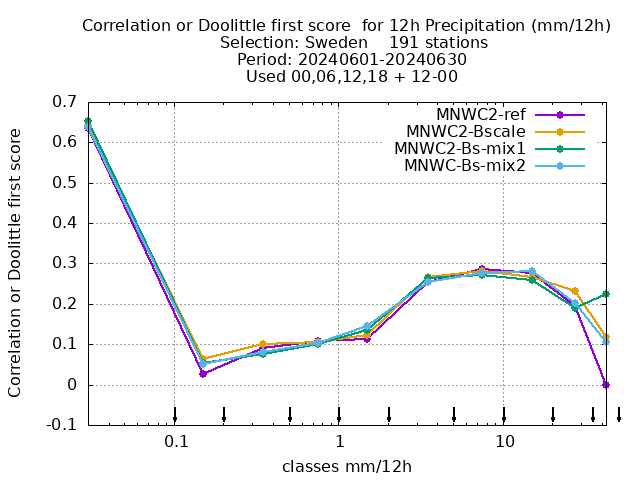 Correlation or Doolittle first score  for 12h Precipitation (mm/12h)
Selection: Sweden    191 stations
Period: 20240601-20240630
Used 00,06,12,18 + 12-00
MNWC2-ref
MNWC2-Bscale
MNWC2-Bs-mix1
MNWC-Bs-mix2
Correlation or Doolittle first score
0.7
0.6
0.5
0.4
0.3
0.2
0.1
0
-0.1
0.1 1 10
classes mm/12h